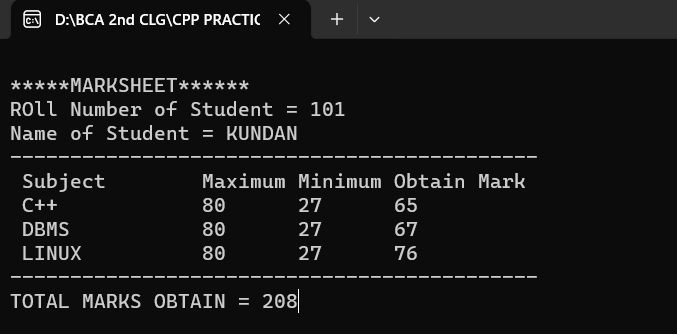 D:\BCA 2nd CLG\CPP PRACTIC
*****MARKSHEET******
ROll Number of Student = 101
Name of Student = KUNDAN
--------------------------------------------
Subject Maximum Minimum Obtain Mark
C++ 80 27 65
DBMS 80 27 67
LINUX 80 27 76
--------------------------------------------
TOTAL MARKS OBTAIN = 208